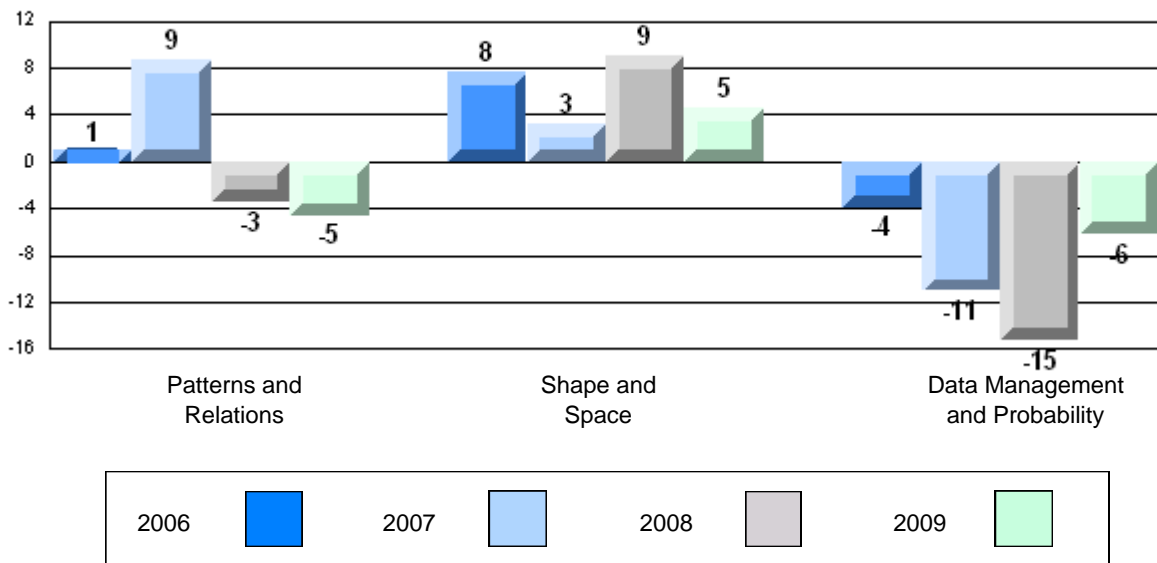 12
8
4
0
-4
-8
-12
-16
1
9
-3
-5
8
3
9
5
-4
-11
-15
-6
Patterns and
Relations
Shape and
Space
Data Management
and Probability
2006 2007 2008 2009